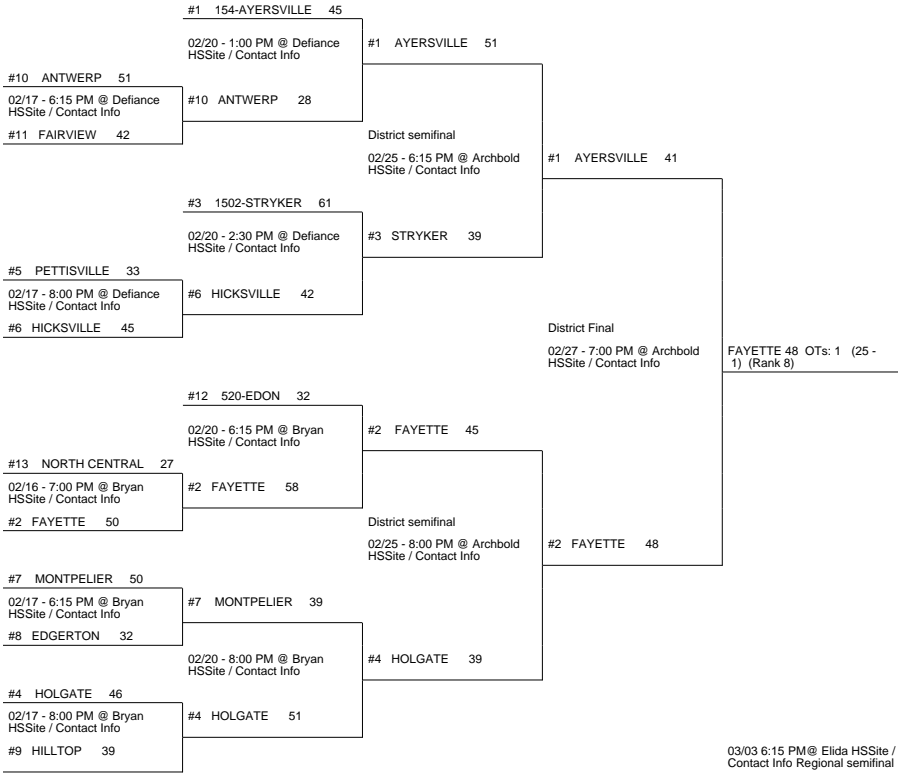 #1 154-AYERSVILLE 45
02/20 - 1:00 PM @ Defiance
HSSite / Contact Info
#1 AYERSVILLE 51
#10 ANTWERP 51
02/17 - 6:15 PM @ Defiance
HSSite / Contact Info
#10 ANTWERP 28
#11 FAIRVIEW 42
District semifinal
02/25 - 6:15 PM @ Archbold
HSSite / Contact Info
#1 AYERSVILLE 41
#3 1502-STRYKER 61
02/20 - 2:30 PM @ Defiance
HSSite / Contact Info
#3 STRYKER 39
#5 PETTISVILLE 33
02/17 - 8:00 PM @ Defiance
HSSite / Contact Info
#6 HICKSVILLE 42
#6 HICKSVILLE 45
District Final
02/27 - 7:00 PM @ Archbold
HSSite / Contact Info
FAYETTE 48 OTs: 1 (25 -
1) (Rank 8)
#12 520-EDON 32
02/20 - 6:15 PM @ Bryan
HSSite / Contact Info
#2 FAYETTE 45
#13 NORTH CENTRAL 27
02/16 - 7:00 PM @ Bryan
HSSite / Contact Info
#2 FAYETTE 58
#2 FAYETTE 50
District semifinal
02/25 - 8:00 PM @ Archbold
HSSite / Contact Info
#2 FAYETTE 48
#7 MONTPELIER 50
02/17 - 6:15 PM @ Bryan
HSSite / Contact Info
#7 MONTPELIER 39
#8 EDGERTON 32
02/20 - 8:00 PM @ Bryan
HSSite / Contact Info
#4 HOLGATE 39
#4 HOLGATE 46
02/17 - 8:00 PM @ Bryan
HSSite / Contact Info
#4 HOLGATE 51
#9 HILLTOP 39
03/03 6:15 PM@ Elida HSSite /
Contact Info Regional semifinal